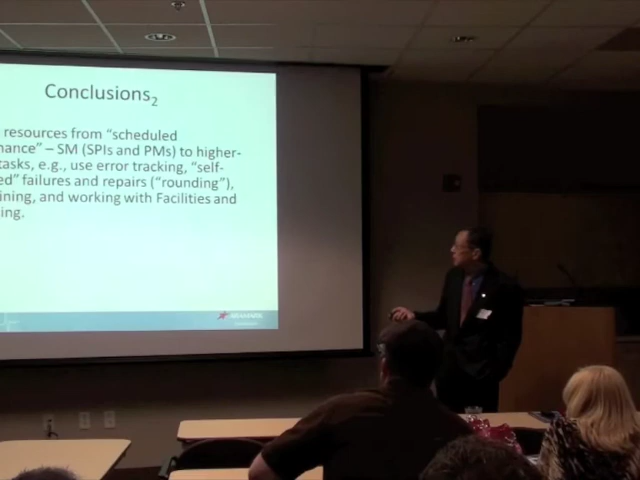 Conclusions2
resources from "scheduled
nance" – SM (SPIs and PMs) to higher-
tasks, e.g., use error tracking, "self-
ed" failures and repairs ("rounding"),
ining, and working with Facilities and
ing.
ARAMARK